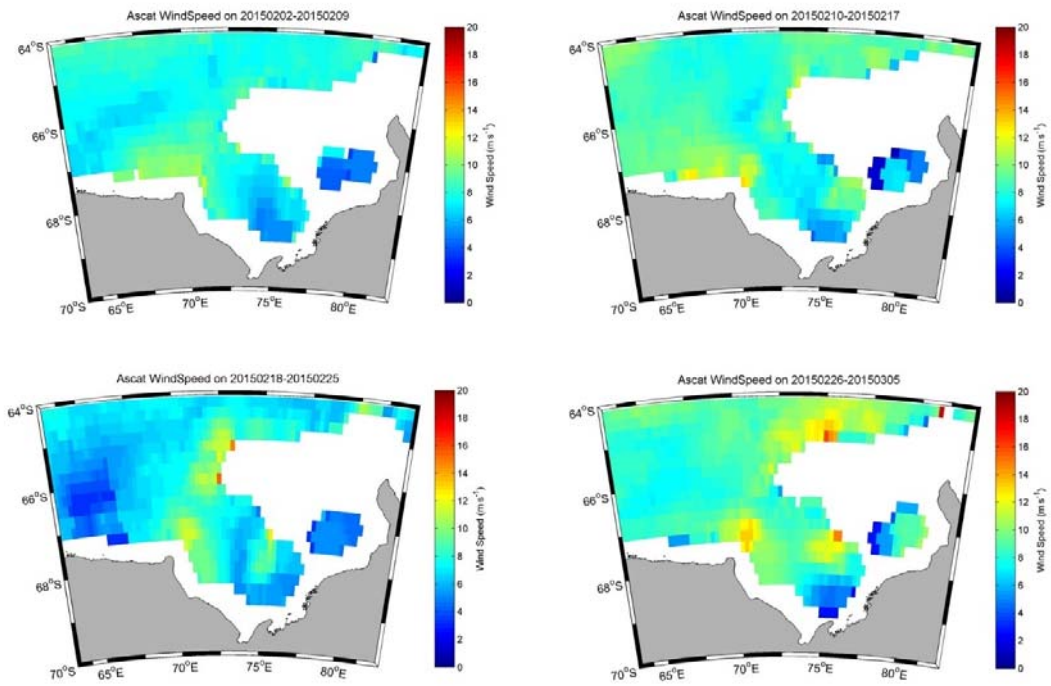 Ascat WindSpeed on 20150202-20150209
64°S
66°S
68°S
70°S
65°E
70°E
75°E
80°E
20
18
16
14
12
10
8
6
4
2
0
Wind Speed (m s⁻¹)
Ascat WindSpeed on 20150210-20150217
64°S
66°S
68°S
70°S
65°E
70°E
75°E
80°E
20
18
16
14
12
10
8
6
4
2
0
Wind Speed (m s⁻¹)
Ascat WindSpeed on 20150218-20150225
64°S
66°S
68°S
70°S
65°E
70°E
75°E
80°E
20
18
16
14
12
10
8
6
4
2
0
Wind Speed (m s⁻¹)
Ascat WindSpeed on 20150226-20150305
64°S
66°S
68°S
70°S
65°E
70°E
75°E
80°E
20
18
16
14
12
10
8
6
4
2
0
Wind Speed (m s⁻¹)